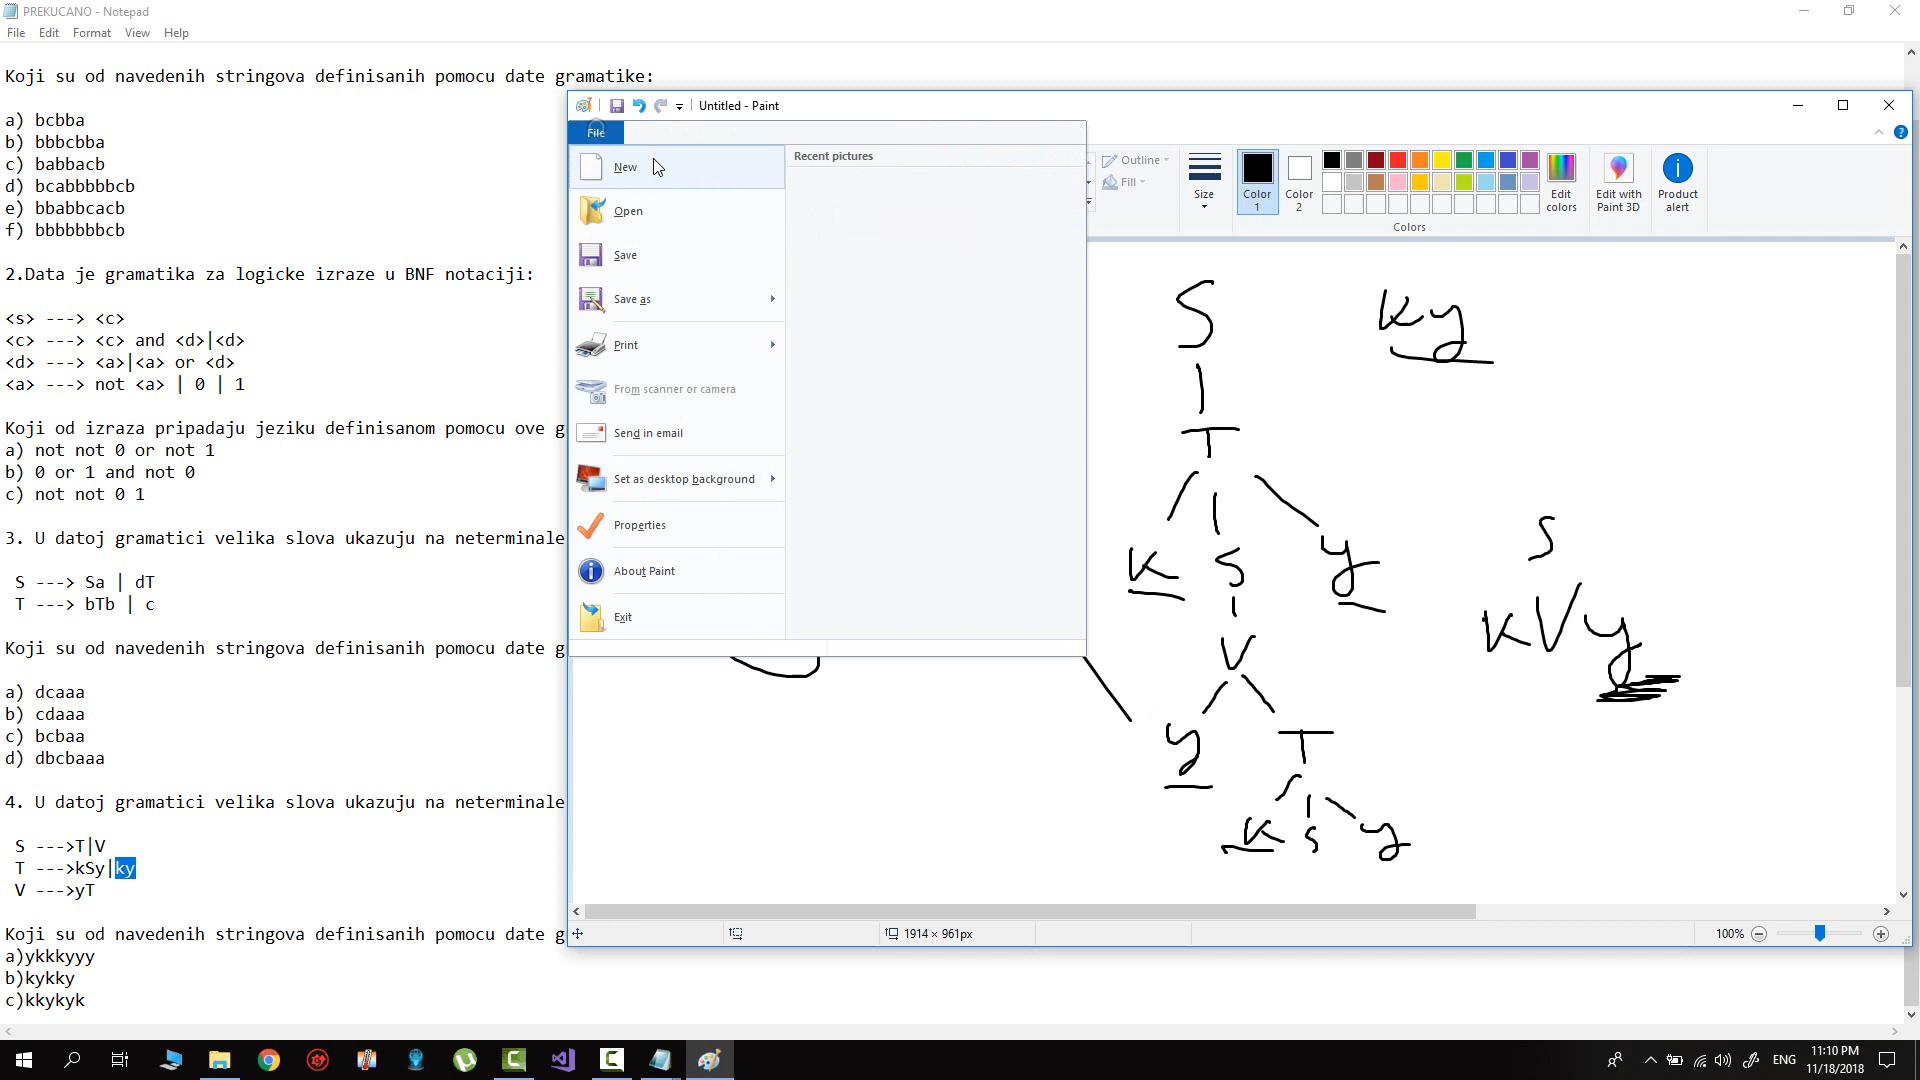 PREKUCANO - Notepad
File Edit Format View Help
Koji su od navedenih stringova definisanih pomocu date gramatike:
a) bcbba
b) bbbcbba
c) babbacb
d) bcabbbbbcb
e) bbabbcacb
f) bbbbbbbcb
2.Data je gramatika za logicke izraze u BNF notaciji:
<s> ---> <c>
<c> ---> <c> and <d>|<d>
<d> ---> <a>|<a> or <d>
<a> ---> not <a> | 0 | 1
Koji od izraza pripadaju jeziku definisanom pomocu ove g
a) not not 0 or not 1
b) 0 or 1 and not 0
c) not not 0 1
3. U datoj gramatici velika slova ukazuju na neterminale
S ---> Sa | dT
T ---> bTb | c
Koji su od navedenih stringova definisanih pomocu date g
a) dcaaa
b) cdaaa
c) bcbaa
d) dbcbaaa
4. U datoj gramatici velika slova ukazuju na neterminale
S --->T|V
T --->kSy|ky
V --->yT
Koji su od navedenih stringova definisanih pomocu date g
a)ykkkyyy
b)kykky
c)kkykyk
Untitled - Paint
File
New
Open
Save
Save as
Print
From scanner or camera
Send in email
Set as desktop background
Properties
About Paint
Exit
Recent pictures
Outline
Fill
Size
Color 1
Color 2
Edit colors
Edit with Paint 3D
Product alert
Colors
S
ky
T
k S y
V
y T
k S y
S
kVy
1914 × 961px
100%
ENG
11:10 PM
11/18/2018